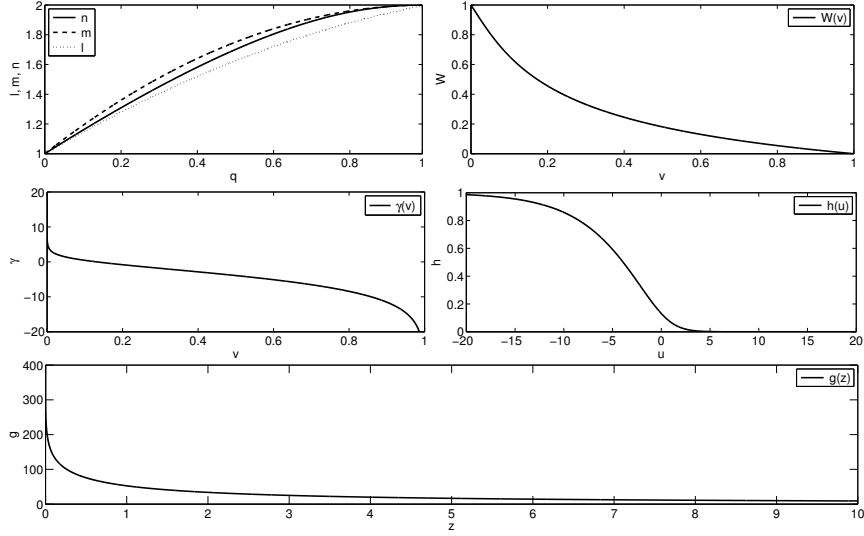 2
1.8
1.6
1.4
1.2
1
l, m, n
n
m
l
0 0.2 0.4 0.6 0.8 1
q
1
0.8
0.6
0.4
0.2
0
W
W(v)
0 0.2 0.4 0.6 0.8 1
v
20
10
0
−10
−20
γ
γ(v)
0 0.2 0.4 0.6 0.8 1
v
1
0.8
0.6
0.4
0.2
0
h
h(u)
−20 −15 −10 −5 0 5 10 15 20
u
400
300
200
100
0
g
g(z)
0 1 2 3 4 5 6 7 8 9 10
z